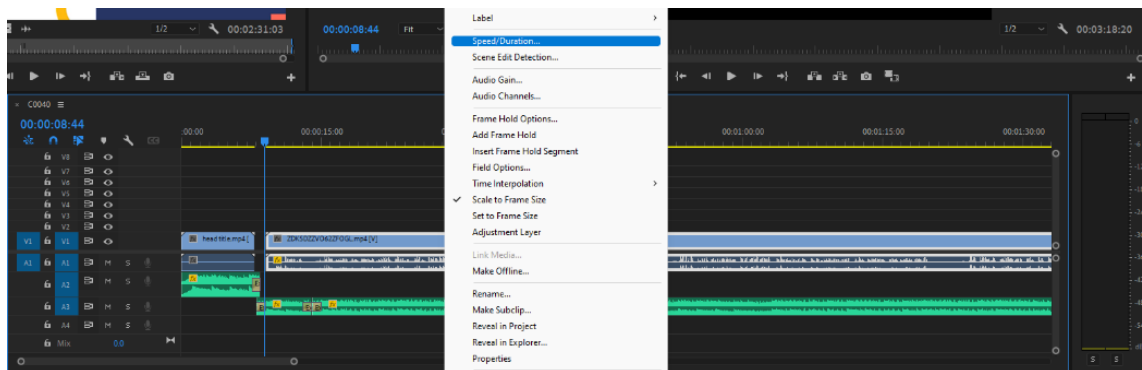 1/2
00:02:31:03
00:00:08:44
Fit
1/2
00:03:18:20
Label
Speed/Duration...
Scene Edit Detection...
Audio Gain...
Audio Channels...
Frame Hold Options...
Add Frame Hold
Insert Frame Hold Segment
Field Options...
Time Interpolation
Scale to Frame Size
Set to Frame Size
Adjustment Layer
Link Media...
Make Offline...
Rename...
Make Subclip...
Reveal in Project
Reveal in Explorer...
Properties
C0040
00:00:08:44
:00:00
00:00:15:00
00:01:00:00
00:01:15:00
00:01:30:00
V8
V7
V6
V5
V4
V3
V2
V1 V1
head title.mp4 [
A1 A1 M S
A2 M S
A3 M S
A4 M S
Mix 0.0
S S